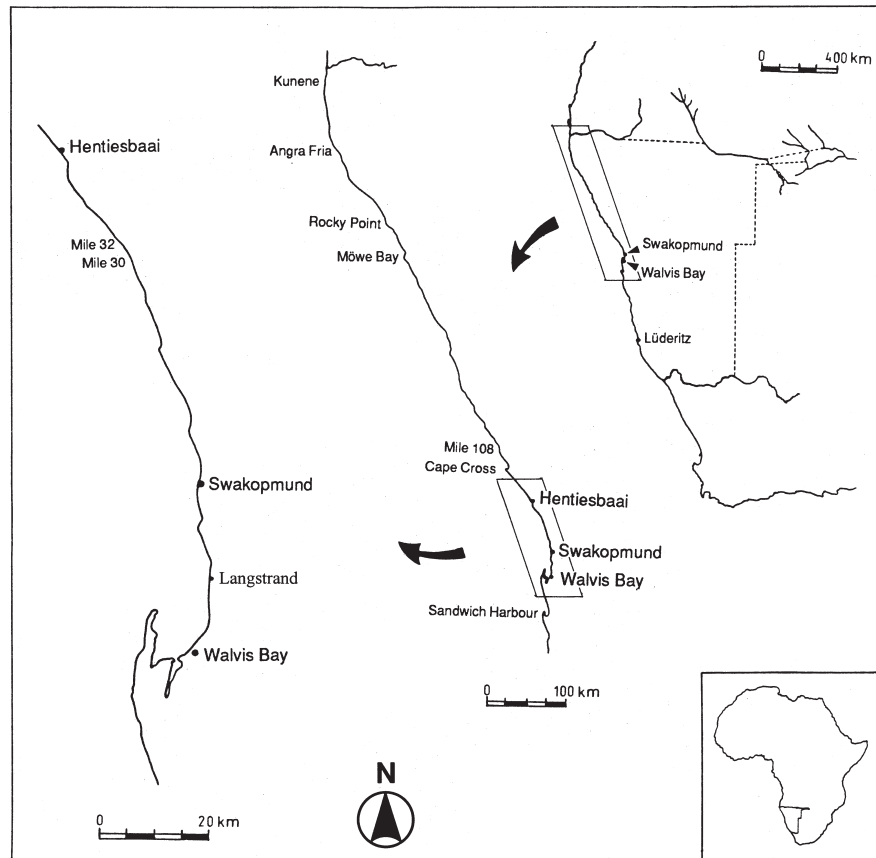 Hentiesbaai
Mile 32
Mile 30
Swakopmund
Langstrand
Walvis Bay
0 20 km
Kunene
Angra Fria
Rocky Point
Möwe Bay
Mile 108
Cape Cross
Hentiesbaai
Swakopmund
Walvis Bay
Sandwich Harbour
0 100 km
N
0 400 km
Swakopmund
Walvis Bay
Lüderitz